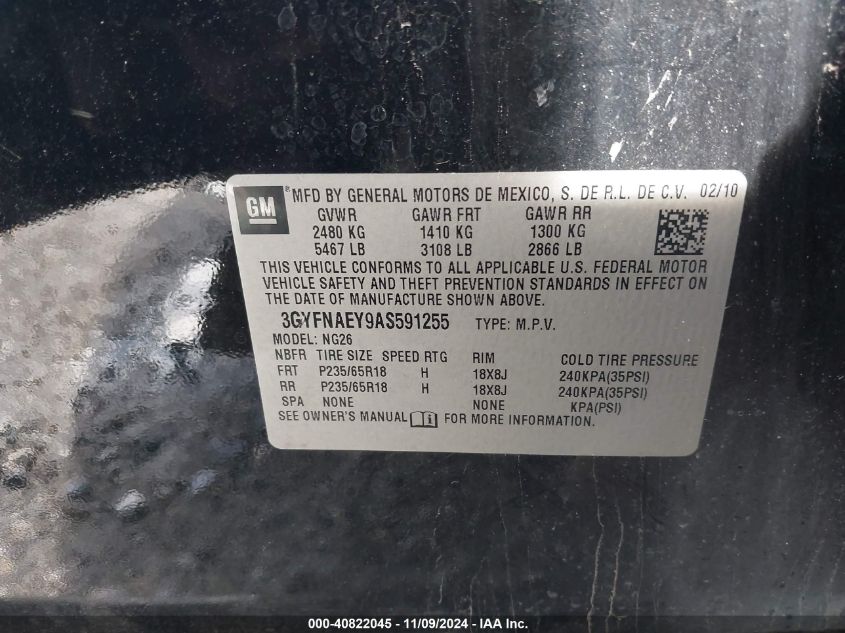 GM ® MFD BY GENERAL MOTORS DE MEXICO, S. DE R.L. DE C.V. 02/10
GVWR GAWR FRT GAWR RR
2480 KG 1410 KG 1300 KG
5467 LB 3108 LB 2866 LB
THIS VEHICLE CONFORMS TO ALL APPLICABLE U.S. FEDERAL MOTOR
VEHICLE SAFETY AND THEFT PREVENTION STANDARDS IN EFFECT ON
THE DATE OF MANUFACTURE SHOWN ABOVE.
3GYFNAEY9AS591255 TYPE: M.P.V.
MODEL: NG26
NBFR TIRE SIZE SPEED RTG RIM COLD TIRE PRESSURE
FRT P235/65R18 H 18X8J 240KPA(35PSI)
RR P235/65R18 H 18X8J 240KPA(35PSI)
SPA NONE NONE KPA(PSI)
SEE OWNER'S MANUAL FOR MORE INFORMATION.
000-40822045 - 11/09/2024 - IAA Inc.